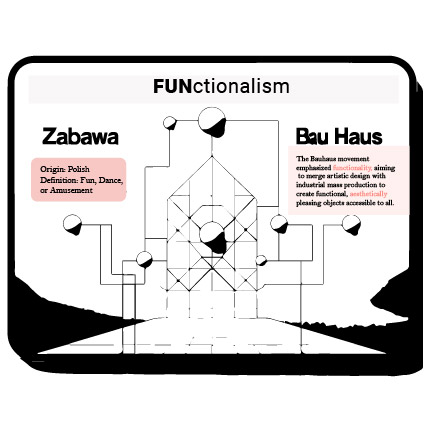 FUNctionalism
Zabawa
Origin: Polish
Definition: Fun, Dance,
or Amusement
Bau Haus
The Bauhaus movement
emphasized functionality, aiming
to merge artistic design with
industrial mass production to
create functional, aesthetically
pleasing objects accessible to all.